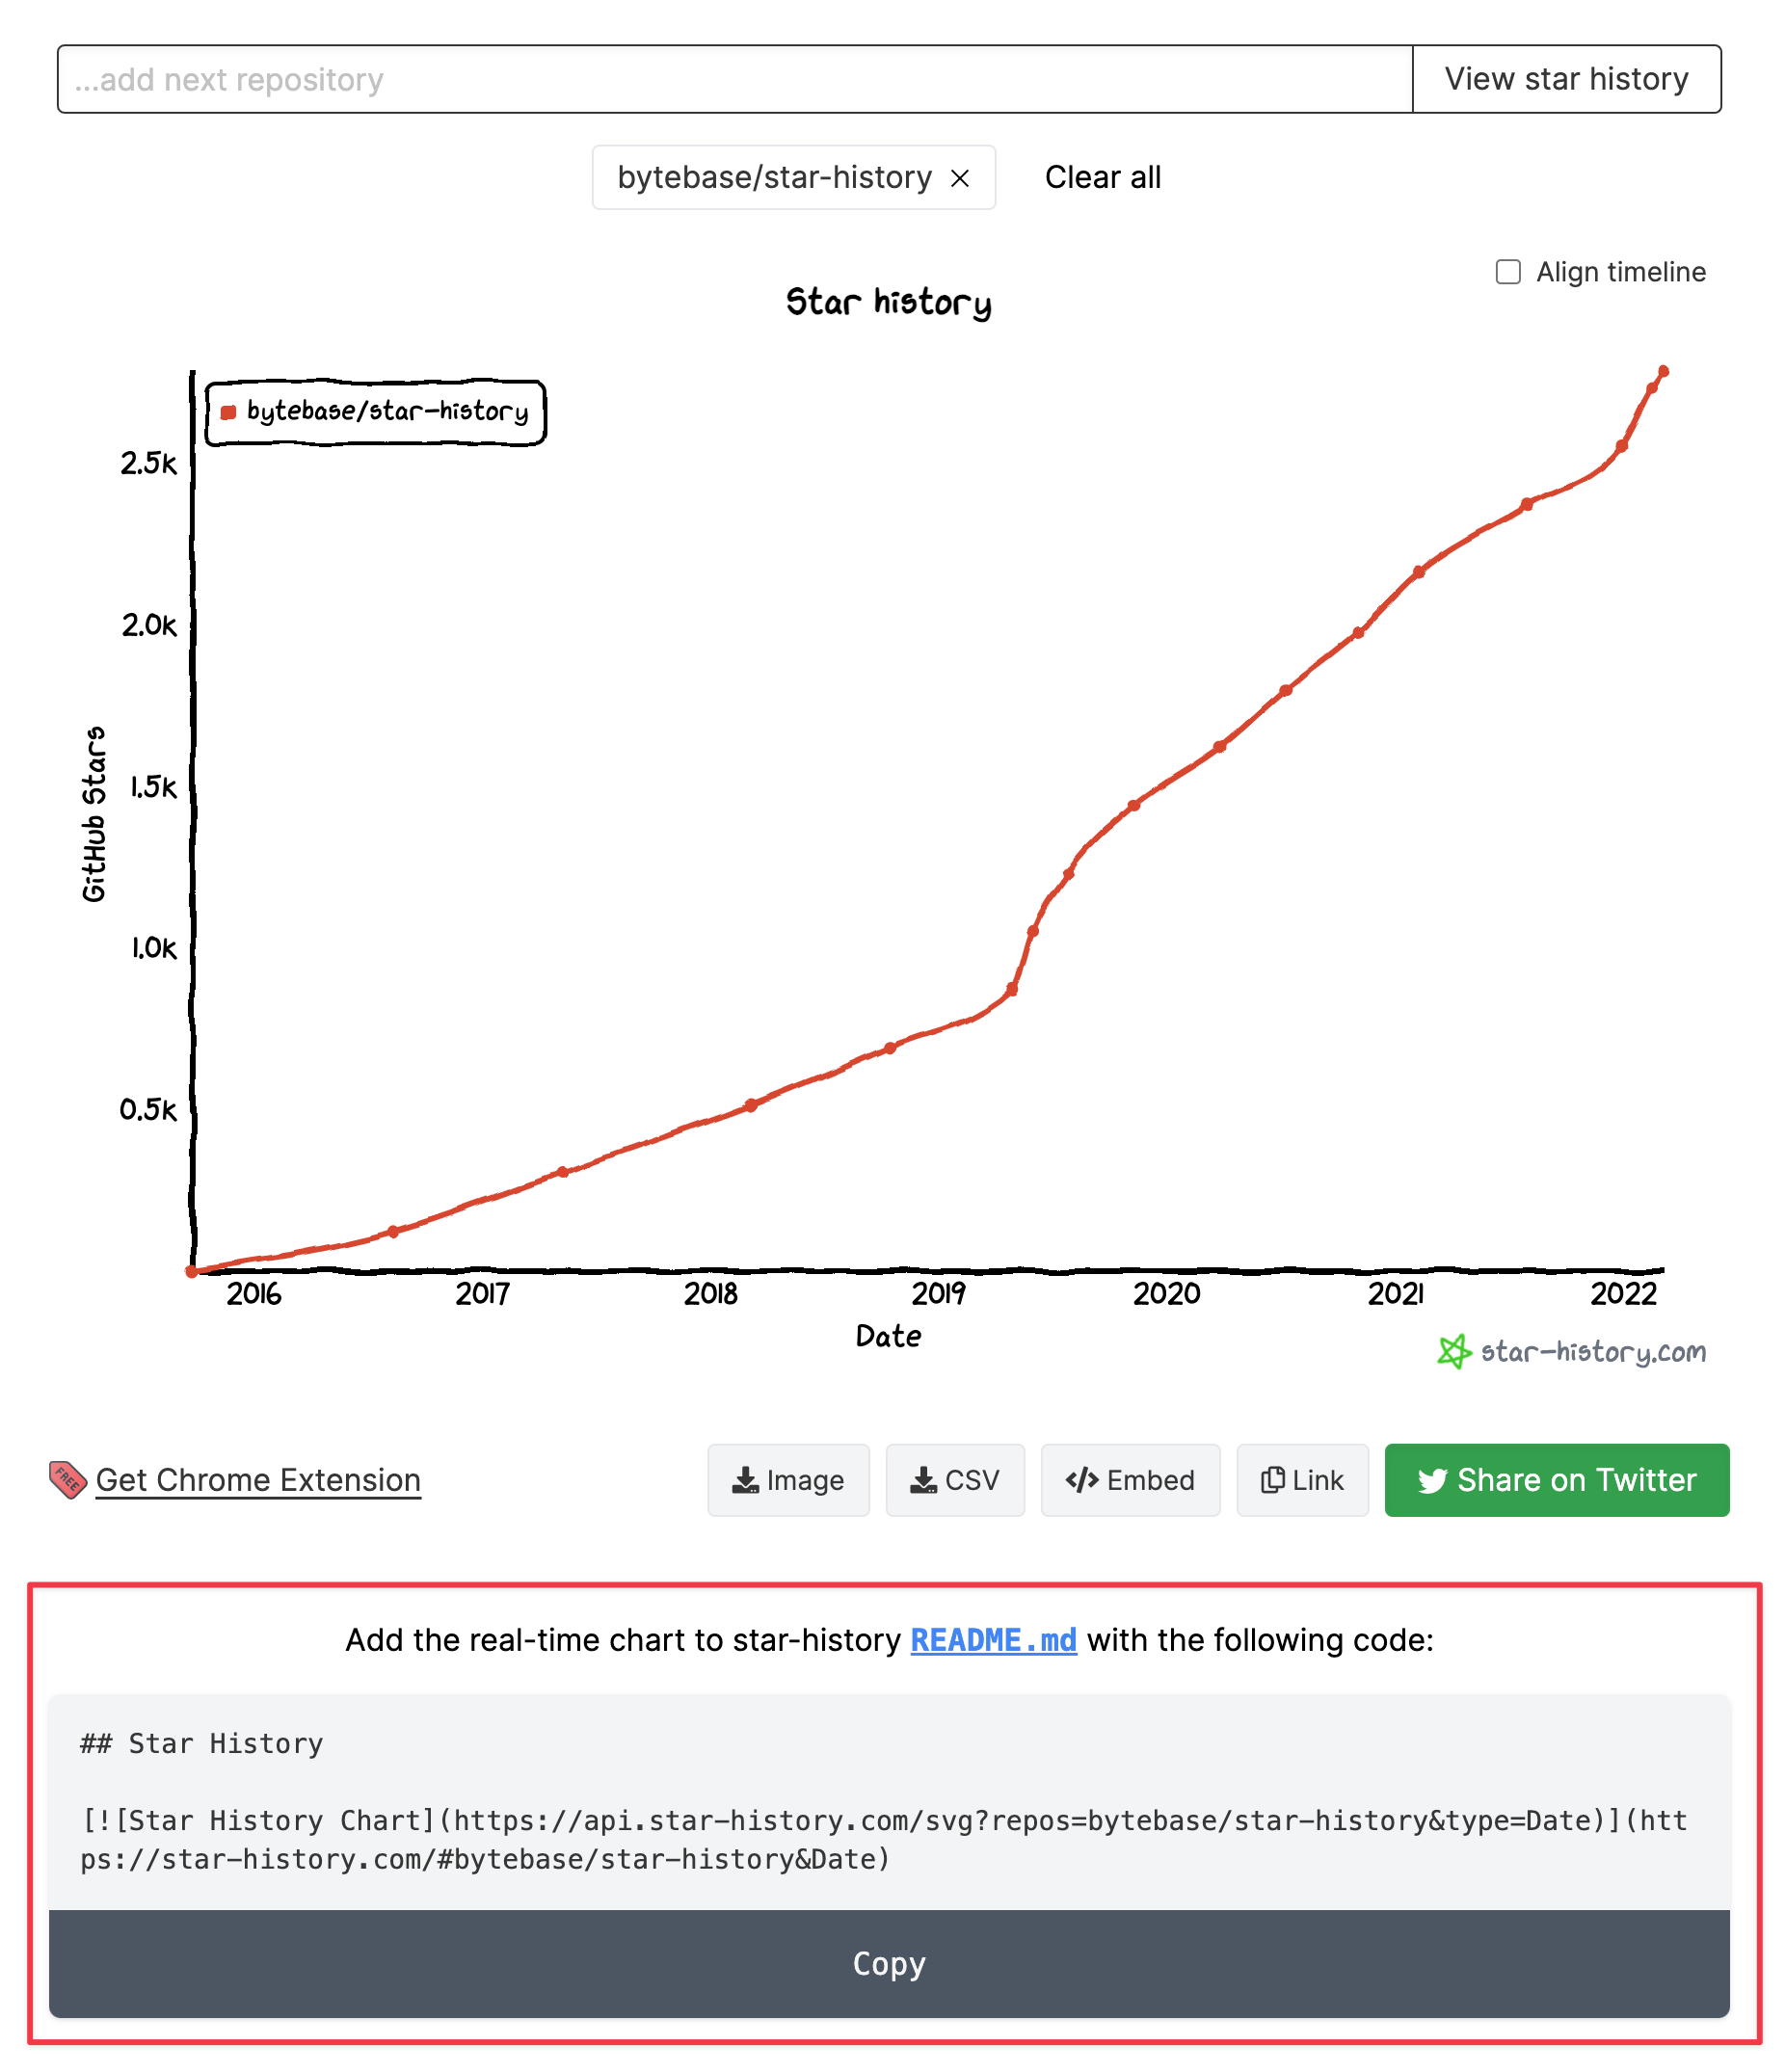 ...add next repository
View star history
bytebase/star-history ×
Clear all
Align timeline
Star history
bytebase/star-history
2.5K
2.0K
1.5K
1.0K
0.5K
GitHub Stars
2016
2017
2018
2019
2020
2021
2022
Date
star-history.com
FREE
Get Chrome Extension
Image
CSV
</> Embed
Link
Share on Twitter
Add the real-time chart to star-history README.md with the following code:
## Star History
[![Star History Chart](https://api.star-history.com/svg?repos=bytebase/star-history&type=Date)](htt
ps://star-history.com/#bytebase/star-history&Date)
Copy